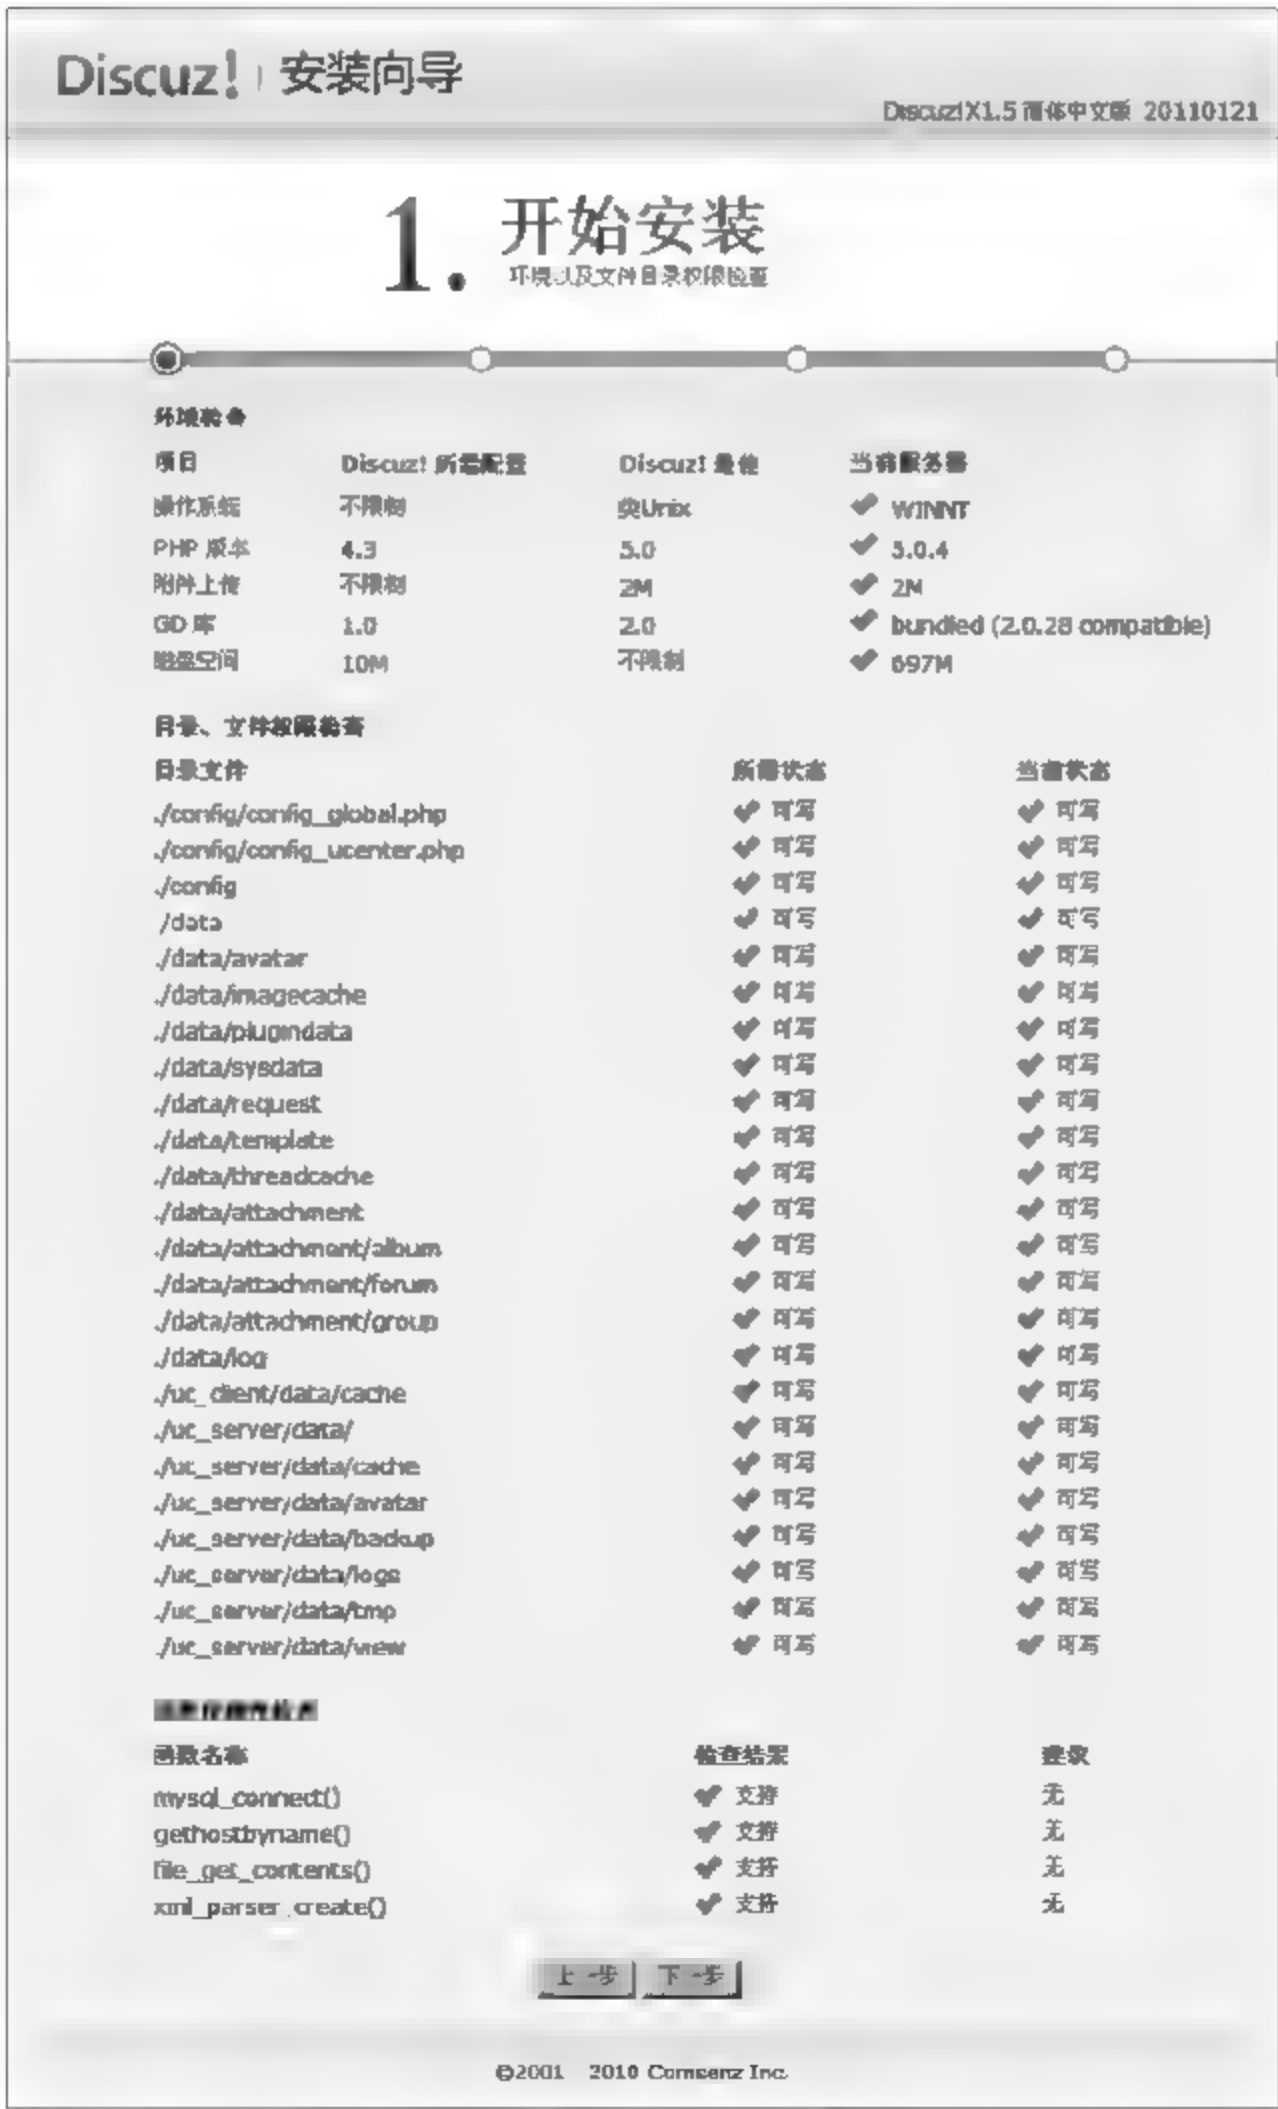 Discuz! 安装向导
Discuz!X1.5 简体中文版 20110121
1. 开始安装
环境以及文件目录权限检查
环境检查
项目 Discuz! 所需配置 Discuz! 最佳 当前服务器
操作系统 不限制 类Unix WINNT
PHP 版本 4.3 5.0 5.0.4
附件上传 不限制 2M 2M
GD 库 1.0 2.0 bundled (2.0.28 compatible)
磁盘空间 10M 不限制 697M
目录、文件权限检查
目录文件 所需状态 当前状态
./config/config_global.php 可写 可写
./config/config_ucenter.php 可写 可写
./config 可写 可写
./data 可写 可写
./data/avatar 可写 可写
./data/imagecache 可写 可写
./data/plugindata 可写 可写
./data/sysdata 可写 可写
./data/request 可写 可写
./data/template 可写 可写
./data/threadcache 可写 可写
./data/attachment 可写 可写
./data/attachment/album 可写 可写
./data/attachment/forum 可写 可写
./data/attachment/group 可写 可写
./data/log 可写 可写
./uc_client/data/cache 可写 可写
./uc_server/data/ 可写 可写
./uc_server/data/cache 可写 可写
./uc_server/data/avatar 可写 可写
./uc_server/data/backup 可写 可写
./uc_server/data/logs 可写 可写
./uc_server/data/tmp 可写 可写
./uc_server/data/view 可写 可写
函数名称 检查结果 建议
mysql_connect() 支持 无
gethostbyname() 支持 无
file_get_contents() 支持 无
xml_parser_create() 支持 无
上一步 下一步
©2001 2010 Comsenz Inc.